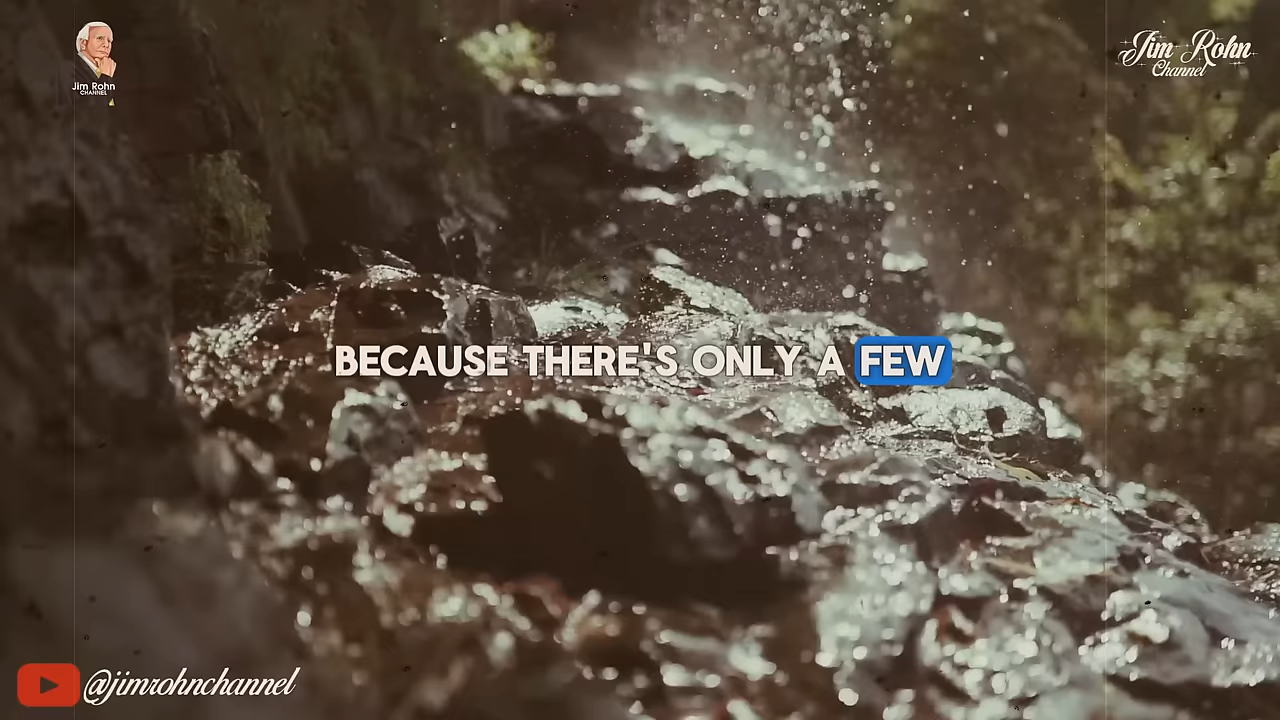 Jim Rohn
CHANNEL
Jim Rohn
Channel
BECAUSE THERE'S ONLY A FEW
@jimrohnchannel